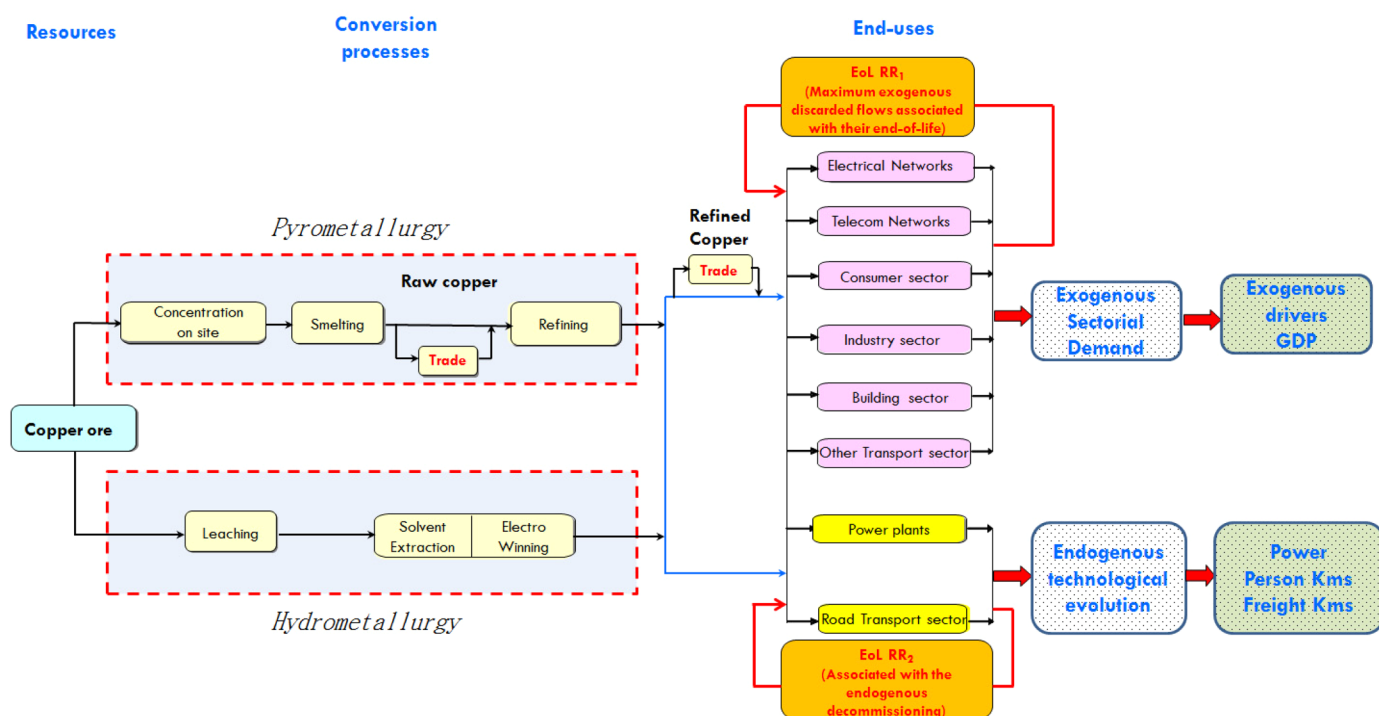 Resources
Conversion
processes
End-uses
EoL RR₁
(Maximum exogenous
discarded flows associated
with their end-of-life)
Electrical Networks
Telecom Networks
Consumer sector
Industry sector
Building sector
Other Transport sector
Power plants
Road Transport sector
EoL RR₂
(Associated with the
endogenous
decommissioning)
Pyrometallurgy
Raw copper
Concentration
on site
Smelting
Trade
Refining
Refined
Copper
Trade
Copper ore
Leaching
Solvent
Extraction
Electro
Winning
Hydrometallurgy
Exogenous
Sectorial
Demand
Exogenous
drivers
GDP
Endogenous
technological
evolution
Power
Person Kms
Freight Kms